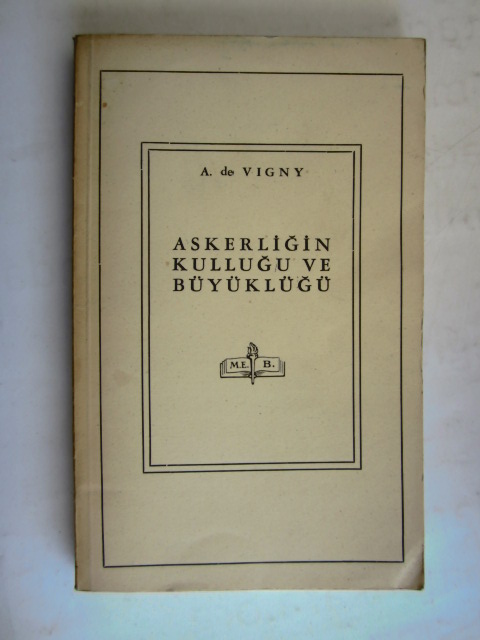 A. de VIGNY
ASKERLİĞİN
KULLUĞU VE
BÜYÜKLÜĞÜ
M.E. B.